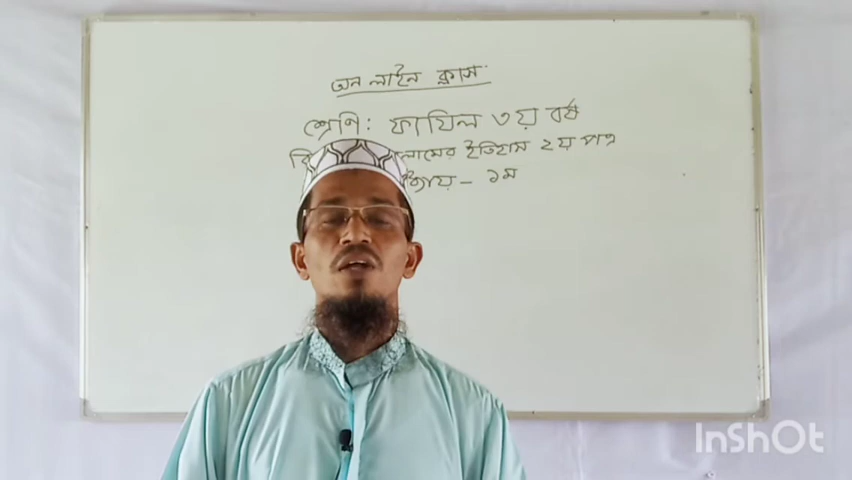 অন লাইন ক্লাস
শ্রেণি: ফাযিল ৩য় বর্ষ
ইতিহাস ২য় পত্র
১ম
InShOt